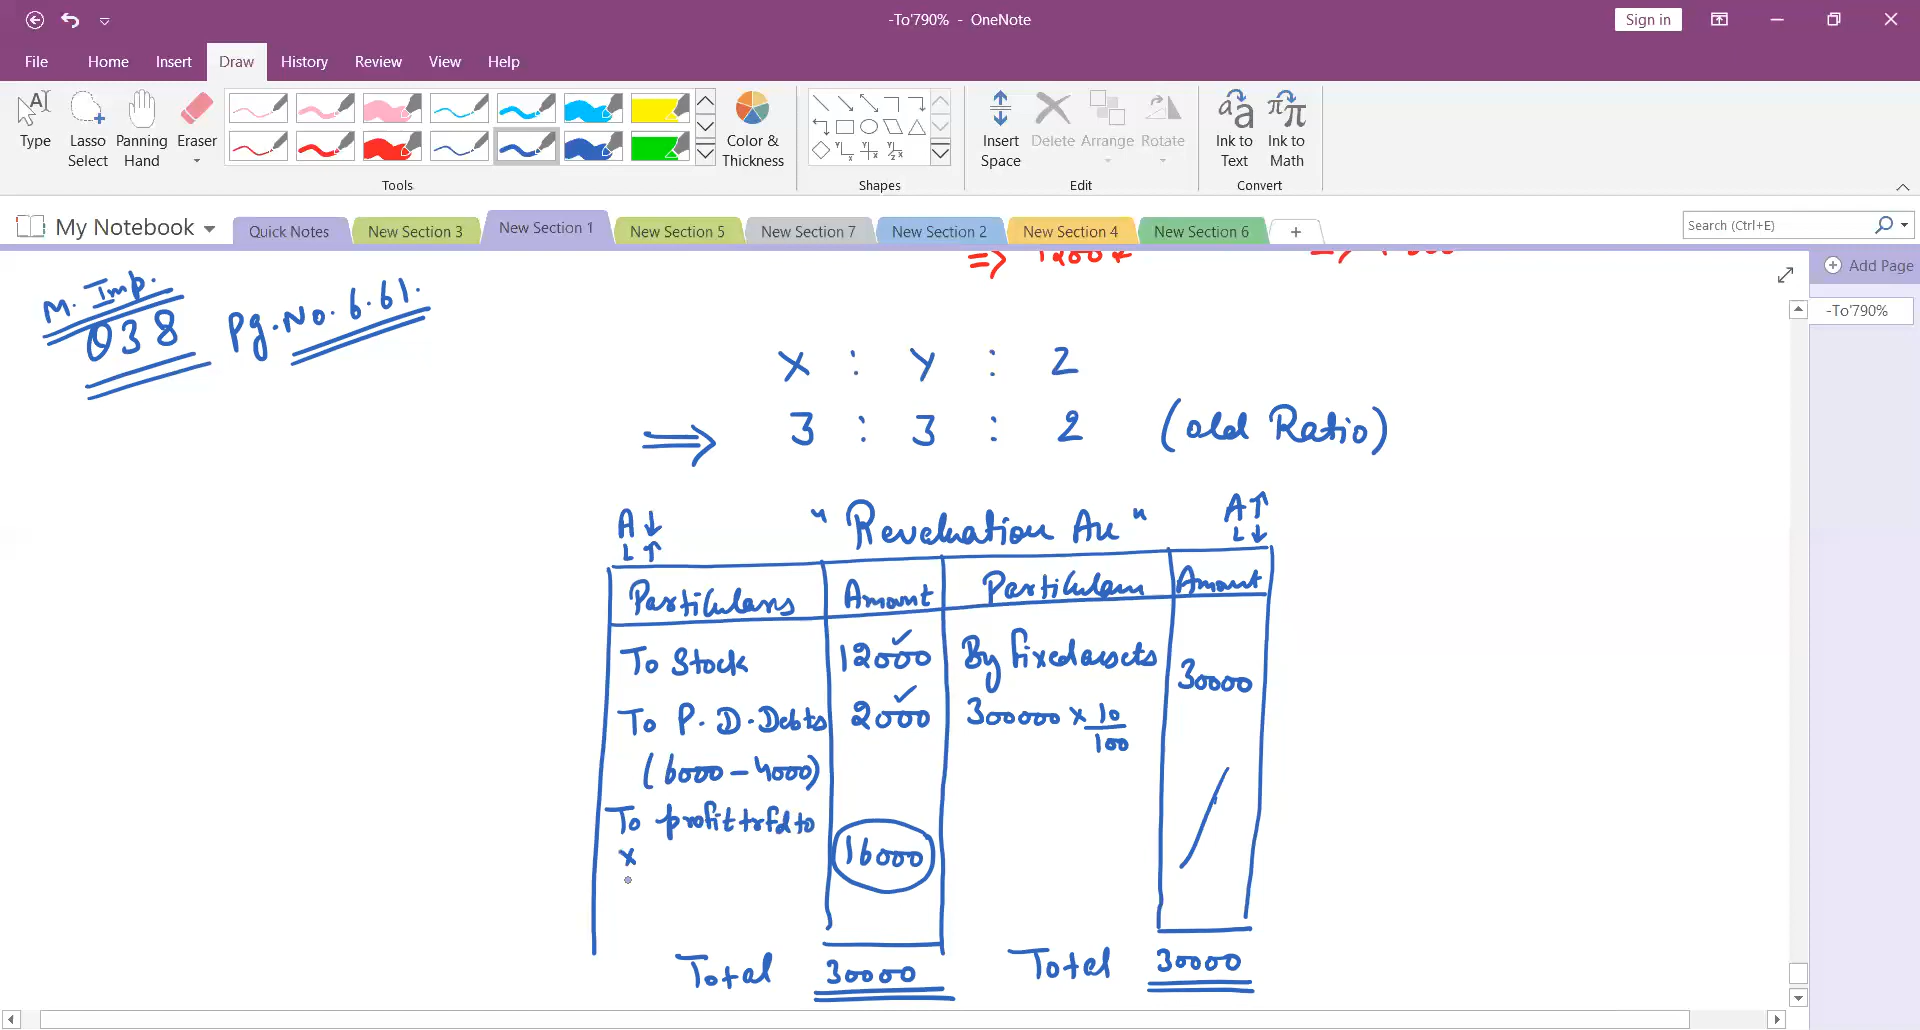 -To'790% - OneNote
Sign in
File Home Insert Draw History Review View Help
Type
Lasso Select
Panning Hand
Eraser
Color & Thickness
Insert Space
Delete
Arrange
Rotate
Ink to Text
Ink to Math
Tools
Shapes
Edit
Convert
My Notebook
Quick Notes
New Section 3
New Section 1
New Section 5
New Section 7
New Section 2
New Section 4
New Section 6
+
Search (Ctrl+E)
Add Page
-To'790%
M. Imp.
Q38 Pg. No. 6.61.
X : Y : Z
⟹ 3 : 3 : 2 (old Ratio)
A↓ "Revaluation A/c" A↑
L↑ L↓
Particulars Amount Particulars Amount
To Stock 12000 ✓ By fixed assets 30000
To P. D. Debts 2000 ✓ 300000 × 10/100
(6000 – 4000)
To profit trfd to
X 16000
Total 30000 Total 30000